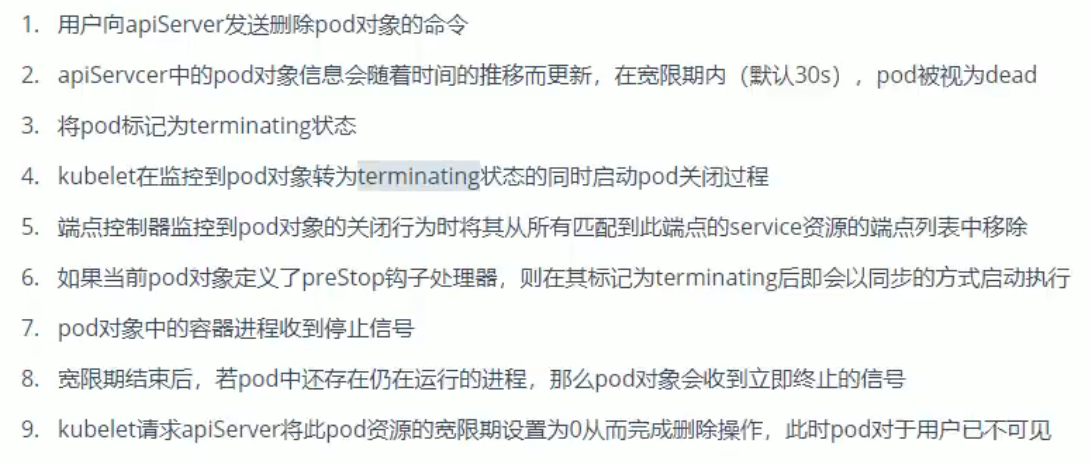 1. 用户向apiServer发送删除pod对象的命令
2. apiServcer中的pod对象信息会随着时间的推移而更新，在宽限期内（默认30s），pod被视为dead
3. 将pod标记为terminating状态
4. kubelet在监控到pod对象转为terminating状态的同时启动pod关闭过程
5. 端点控制器监控到pod对象的关闭行为时将其从所有匹配到此端点的service资源的端点列表中移除
6. 如果当前pod对象定义了preStop钩子处理器，则在其标记为terminating后即会以同步的方式启动执行
7. pod对象中的容器进程收到停止信号
8. 宽限期结束后，若pod中还存在仍在运行的进程，那么pod对象会收到立即终止的信号
9. kubelet请求apiServer将此pod资源的宽限期设置为0从而完成删除操作，此时pod对于用户已不可见